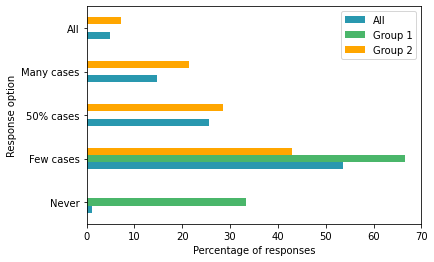 All
Group 1
Group 2
Response option
All
Many cases
50% cases
Few cases
Never
0 10 20 30 40 50 60 70
Percentage of responses